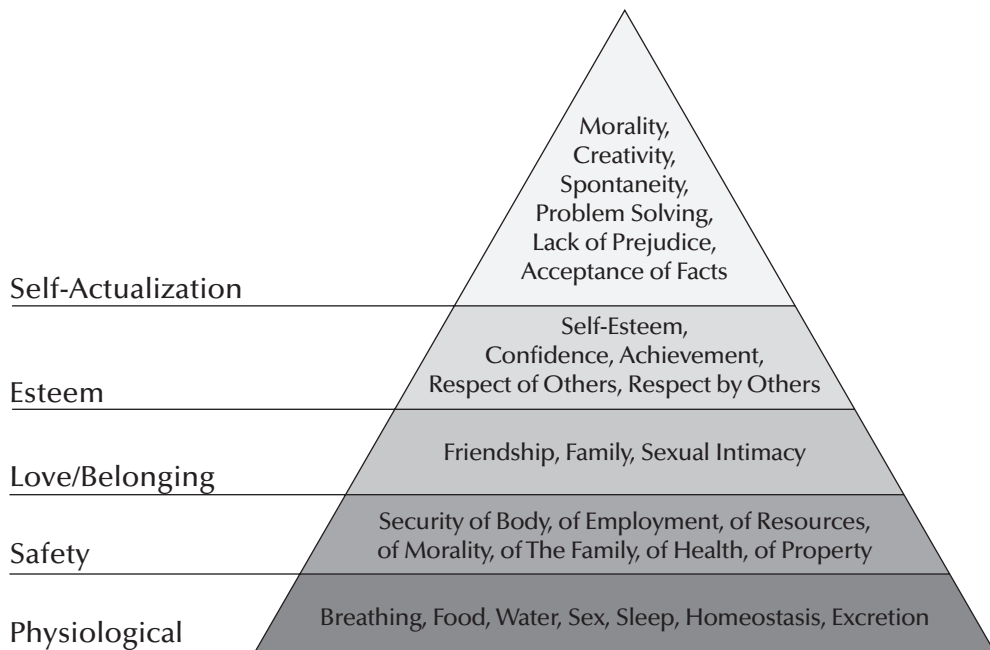 Morality,
Creativity,
Spontaneity,
Problem Solving,
Lack of Prejudice,
Acceptance of Facts
Self-Actualization
Self-Esteem,
Confidence, Achievement,
Respect of Others, Respect by Others
Esteem
Friendship, Family, Sexual Intimacy
Love/Belonging
Security of Body, of Employment, of Resources,
of Morality, of The Family, of Health, of Property
Safety
Breathing, Food, Water, Sex, Sleep, Homeostasis, Excretion
Physiological